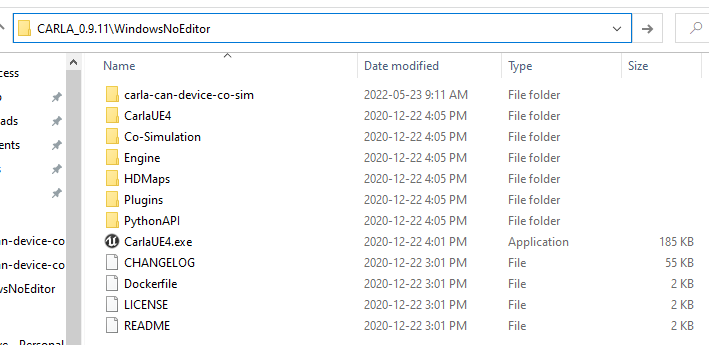 CARLA_0.9.11\WindowsNoEditor
Name Date modified Type Size
cess
carla-can-device-co-sim 2022-05-23 9:11 AM File folder
CarlaUE4 2020-12-22 4:05 PM File folder
ads
Co-Simulation 2020-12-22 4:05 PM File folder
ents
Engine 2020-12-22 4:05 PM File folder
HDMaps 2020-12-22 4:05 PM File folder
Plugins 2020-12-22 4:05 PM File folder
PythonAPI 2020-12-22 4:05 PM File folder
an-device-co
CarlaUE4.exe 2020-12-22 4:01 PM Application 185 KB
an-device-co
CHANGELOG 2020-12-22 3:01 PM File 55 KB
wsNoEditor
Dockerfile 2020-12-22 3:01 PM File 2 KB
LICENSE 2020-12-22 3:01 PM File 2 KB
README 2020-12-22 3:01 PM File 2 KB
ve - Personal